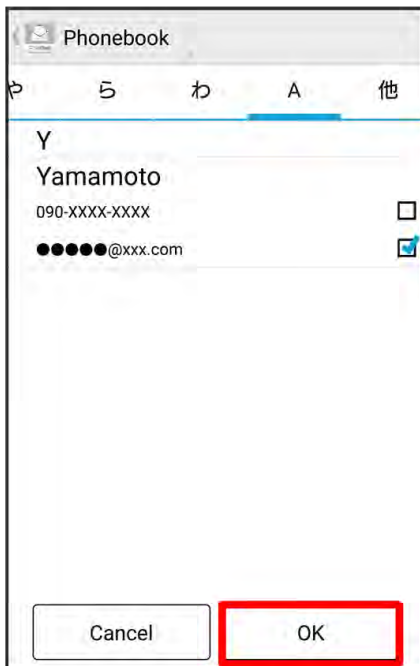 Phonebook
や ら わ A 他
Y
Yamamoto
090-XXXX-XXXX
●●●●●@xxx.com
Cancel OK